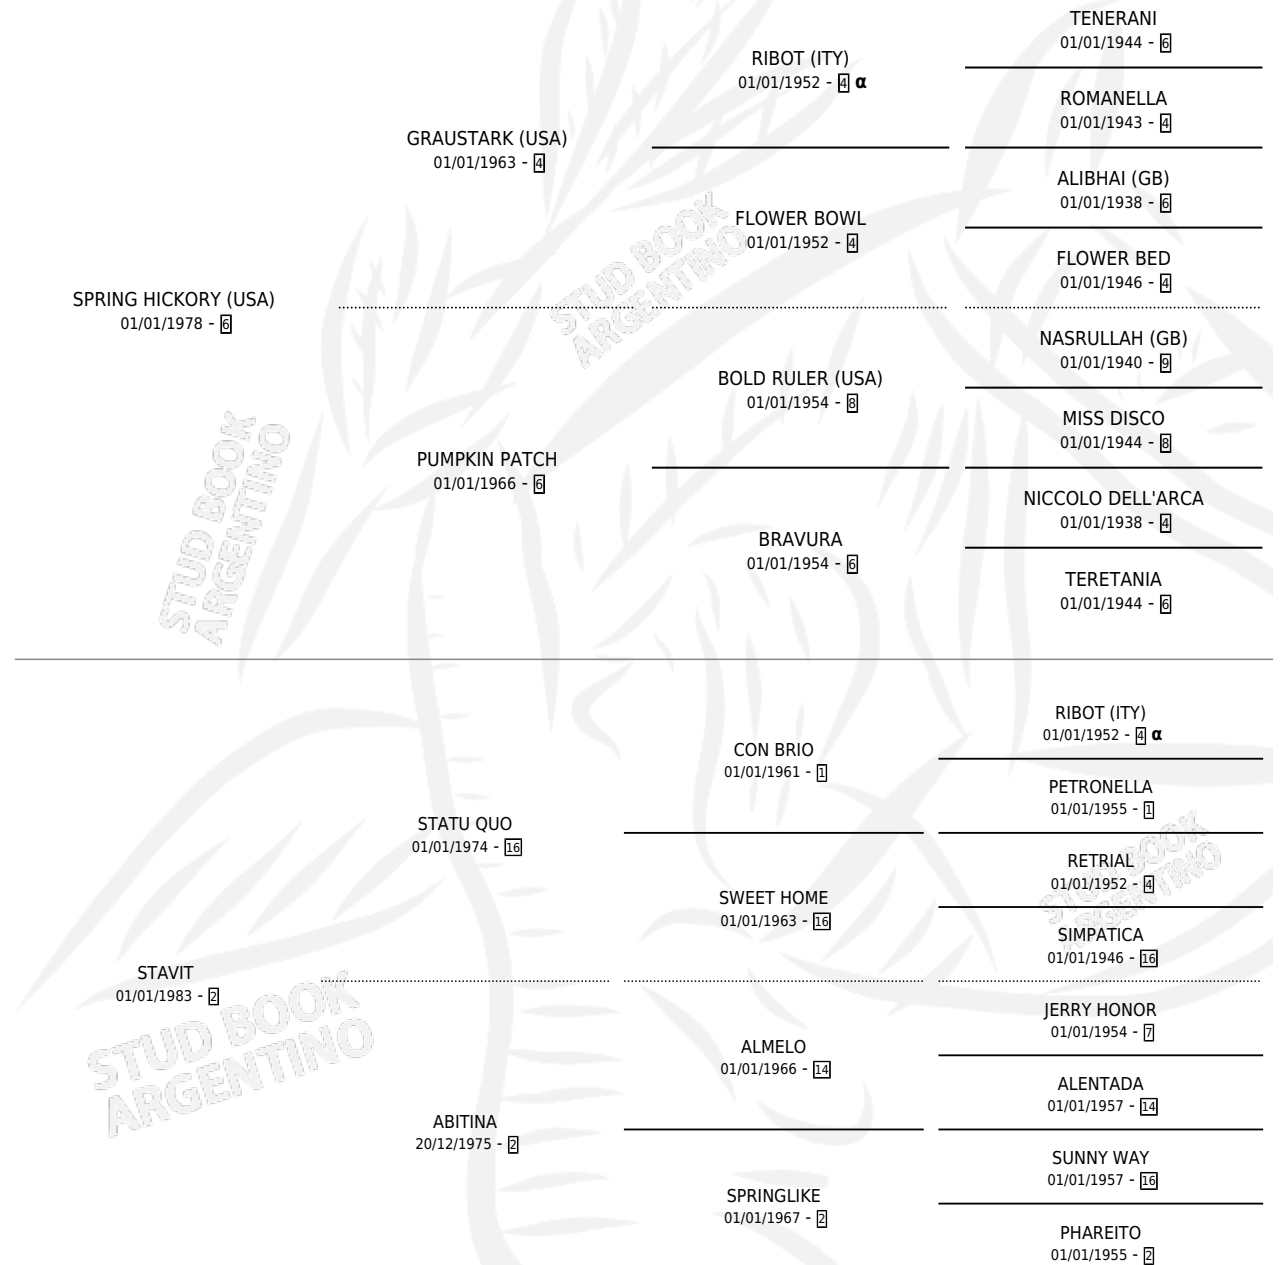 TENERANI
01/01/1944 - 6
RIBOT (ITY)
01/01/1952 - 4 α
ROMANELLA
01/01/1943 - 4
GRAUSTARK (USA)
01/01/1963 - 4
ALIBHAI (GB)
01/01/1938 - 6
FLOWER BOWL
01/01/1952 - 4
FLOWER BED
01/01/1946 - 4
STUD BOOK
ARGENTINO
SPRING HICKORY (USA)
01/01/1978 - 6
NASRULLAH (GB)
01/01/1940 - 9
BOLD RULER (USA)
01/01/1954 - 8
MISS DISCO
01/01/1944 - 8
PUMPKIN PATCH
01/01/1966 - 6
NICCOLO DELL'ARCA
01/01/1938 - 4
BRAVURA
01/01/1954 - 6
TERETANIA
01/01/1944 - 6
STUD BOOK
ARGENTINO
RIBOT (ITY)
01/01/1952 - 4 α
CON BRIO
01/01/1961 - 1
PETRONELLA
01/01/1955 - 1
STATU QUO
01/01/1974 - 16
RETRIAL
01/01/1952 - 4
SWEET HOME
01/01/1963 - 16
SIMPATICA
01/01/1946 - 16
STUD BOOK
ARGENTINO
STAVIT
01/01/1983 - 2
JERRY HONOR
01/01/1954 - 7
ALMELO
01/01/1966 - 14
ALENTADA
01/01/1957 - 14
STUD BOOK
ARGENTINO
ABITINA
20/12/1975 - 2
SUNNY WAY
01/01/1957 - 16
SPRINGLIKE
01/01/1967 - 2
PHAREITO
01/01/1955 - 2